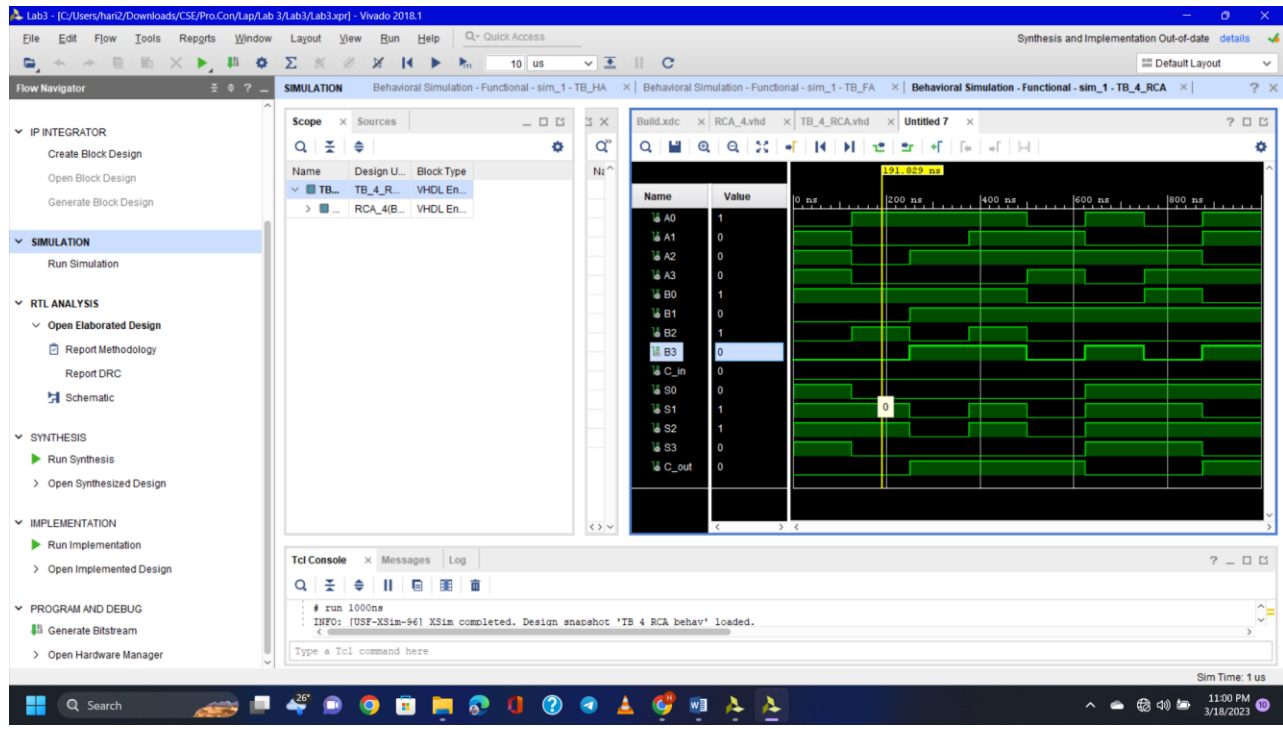 Lab3 - [C:/Users/hari2/Downloads/CSE/Pro.Con/Lap/Lab 3/Lab3/Lab3.xpr] - Vivado 2018.1
File Edit Flow Tools Reports Window Layout View Run Help Quick Access
Synthesis and Implementation Out-of-date details
10 us
Default Layout
Flow Navigator
IP INTEGRATOR
Create Block Design
Open Block Design
Generate Block Design
SIMULATION
Run Simulation
RTL ANALYSIS
Open Elaborated Design
Report Methodology
Report DRC
Schematic
SYNTHESIS
Run Synthesis
Open Synthesized Design
IMPLEMENTATION
Run Implementation
Open Implemented Design
PROGRAM AND DEBUG
Generate Bitstream
Open Hardware Manager
SIMULATION Behavioral Simulation - Functional - sim_1 - TB_HA Behavioral Simulation - Functional - sim_1 - TB_FA Behavioral Simulation - Functional - sim_1 - TB_4_RCA
Scope Sources
Name Design U... Block Type
TB... TB_4_R... VHDL En...
... RCA_4(B... VHDL En...
Build.xdc RCA_4.vhd TB_4_RCA.vhd Untitled 7
191.829 ns
Name Value
0 ns 200 ns 400 ns 600 ns 800 ns
A0 1
A1 0
A2 0
A3 0
B0 1
B1 0
B2 1
B3 0
C_in 0
S0 0
S1 1
0
S2 1
S3 0
C_out 0
Tcl Console Messages Log
# run 1000ns
INFO: [USF-XSim-96] XSim completed. Design snapshot 'TB_4_RCA_behav' loaded.
Type a Tcl command here
Sim Time: 1 us
Search
26°
11:00 PM
3/18/2023
10